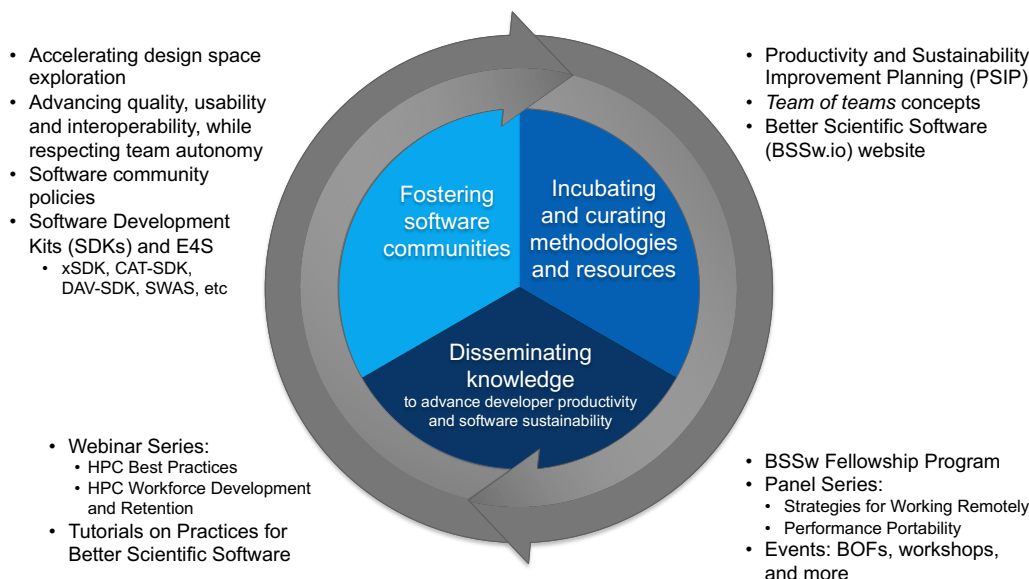 • Accelerating design space
exploration
• Advancing quality, usability
and interoperability, while
respecting team autonomy
• Software community
policies
• Software Development
Kits (SDKs) and E4S
• xSDK, CAT-SDK,
DAV-SDK, SWAS, etc
• Productivity and Sustainability
Improvement Planning (PSIP)
• Team of teams concepts
• Better Scientific Software
(BSSw.io) website
Fostering
software
communities
Incubating
and curating
methodologies
and resources
Disseminating
knowledge
to advance developer productivity
and software sustainability
• Webinar Series:
• HPC Best Practices
• HPC Workforce Development
and Retention
• Tutorials on Practices for
Better Scientific Software
• BSSw Fellowship Program
• Panel Series:
• Strategies for Working Remotely
• Performance Portability
• Events: BOFs, workshops,
and more